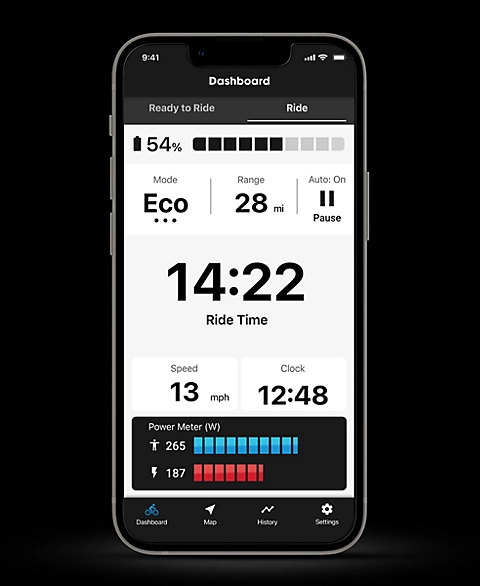 9:41
Dashboard
Ready to Ride Ride
54%
Mode Range Auto: On
Eco 28 mi Pause
14:22
Ride Time
Speed Clock
13 mph 12:48
Power Meter (W)
265
187
Dashboard Map History Settings